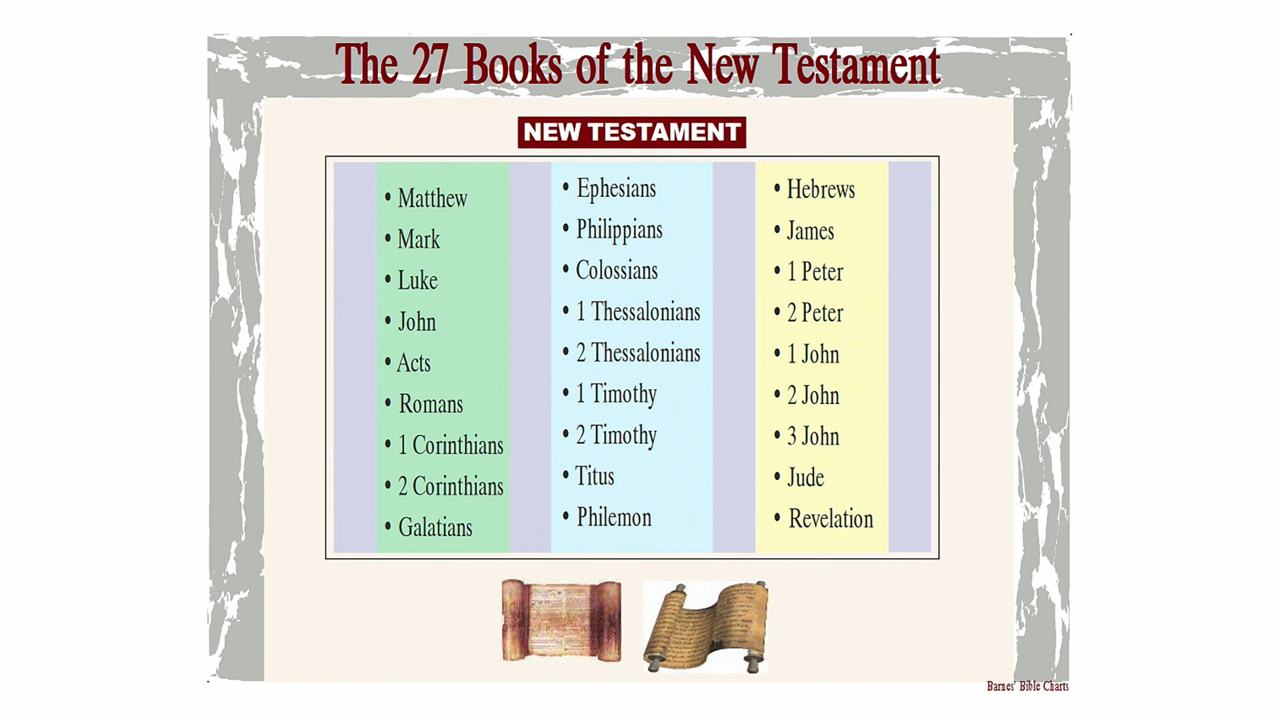 The 27 Books of the New Testament
NEW TESTAMENT
• Matthew
• Mark
• Luke
• John
• Acts
• Romans
• 1 Corinthians
• 2 Corinthians
• Galatians
• Ephesians
• Philippians
• Colossians
• 1 Thessalonians
• 2 Thessalonians
• 1 Timothy
• 2 Timothy
• Titus
• Philemon
• Hebrews
• James
• 1 Peter
• 2 Peter
• 1 John
• 2 John
• 3 John
• Jude
• Revelation
Barnes' Bible Charts